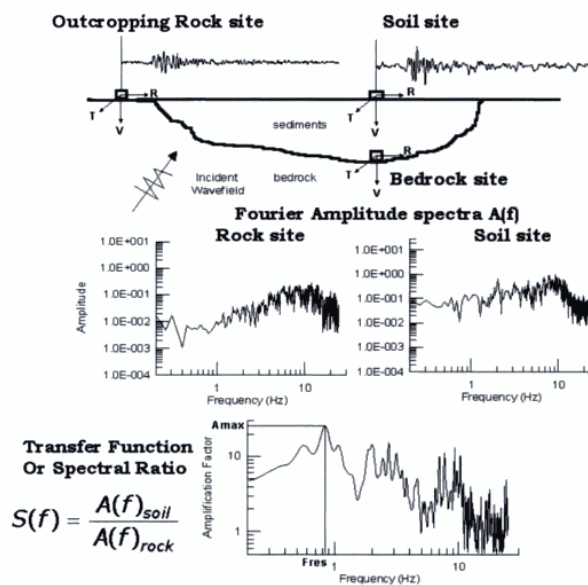 Outcropping Rock site
Soil site
R
T
V
R
T
V
sediments
R
T
V
Incident
Wavefield
bedrock
Bedrock site
Fourier Amplitude spectra A(f)
Rock site
Soil site
1.0E+001
1.0E+000
1.0E-001
1.0E-002
1.0E-003
1.0E-004
Amplitude
1
10
Frequency (Hz)
1.0E+001
1.0E+000
1.0E-001
1.0E-002
1.0E-003
1.0E-004
1
10
Frequency (Hz)
Transfer Function
Or Spectral Ratio
S(f) = A(f)soil
A(f)rock
Amax
10
1
Amplification Factor
Fres
1
10
Frequency (Hz)